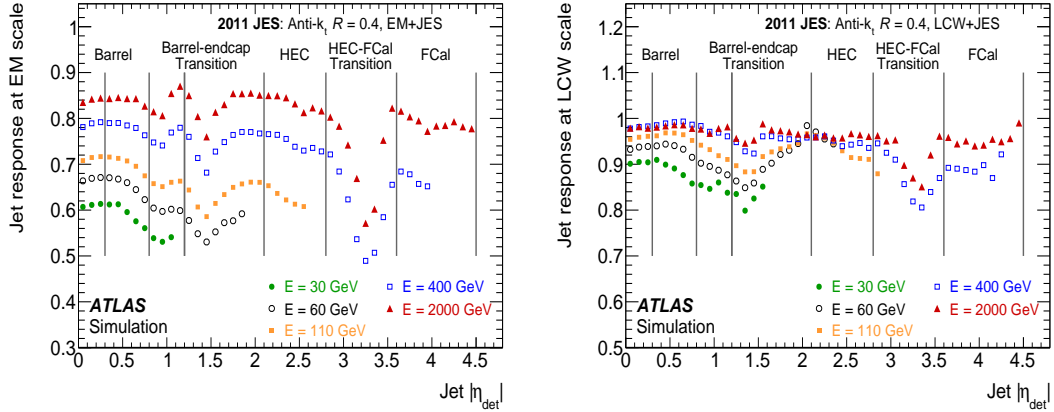 2011 JES: Anti-kt R = 0.4, EM+JES
Barrel
Barrel-endcap
Transition
HEC
HEC-FCal
Transition
FCal
Jet response at EM scale
1
0.9
0.8
0.7
0.6
0.5
0.4
0.3
ATLAS
Simulation
E = 30 GeV
E = 60 GeV
E = 110 GeV
E = 400 GeV
E = 2000 GeV
0 0.5 1 1.5 2 2.5 3 3.5 4 4.5
Jet |ηdet|
2011 JES: Anti-kt R = 0.4, LCW+JES
Barrel
Barrel-endcap
Transition
HEC
HEC-FCal
Transition
FCal
Jet response at LCW scale
1.2
1.1
1
0.9
0.8
0.7
0.6
0.5
ATLAS
Simulation
E = 30 GeV
E = 60 GeV
E = 110 GeV
E = 400 GeV
E = 2000 GeV
0 0.5 1 1.5 2 2.5 3 3.5 4 4.5
Jet |ηdet|